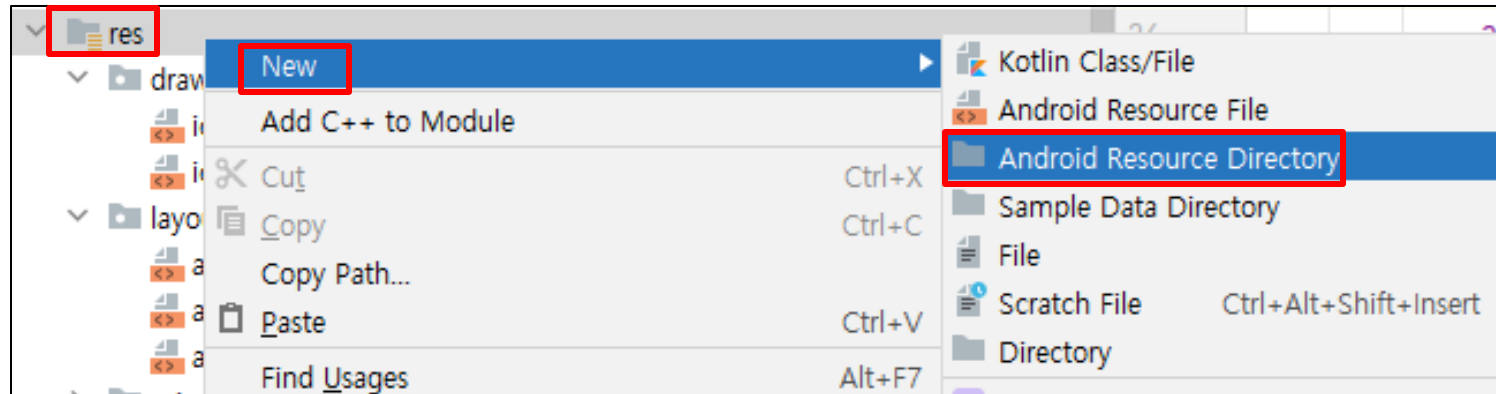 res
New
Kotlin Class/File
draw
Add C++ to Module
Android Resource File
Cut Ctrl+X
Android Resource Directory
layo
Copy Ctrl+C
Sample Data Directory
Copy Path...
File
Paste Ctrl+V
Scratch File Ctrl+Alt+Shift+Insert
Find Usages Alt+F7
Directory